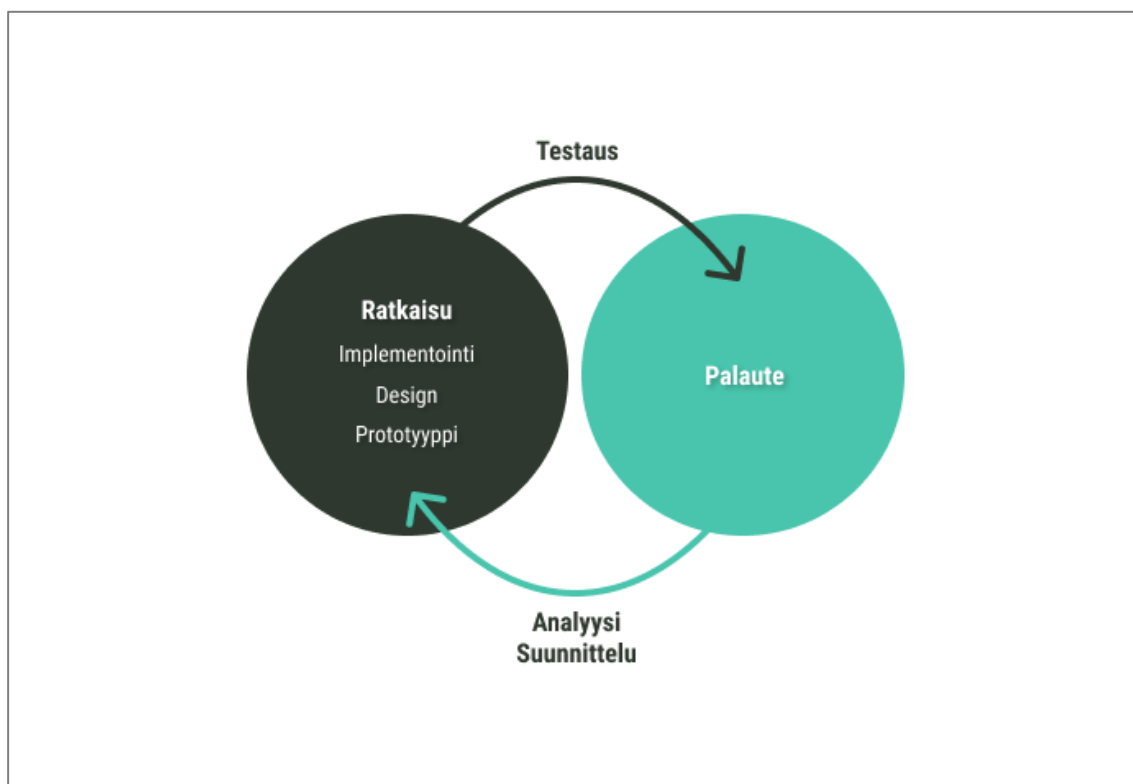 Testaus
Ratkaisu
Implementointi
Design
Prototyyppi
Palaute
Analyysi
Suunnittelu